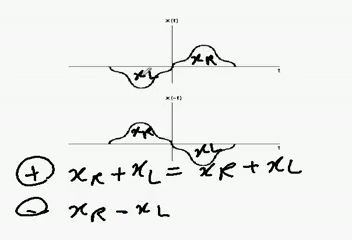 x(t)
xR
xL
t
x(-t)
xR
xL
t
+ xR + xL = xR + xL
- xR - xL